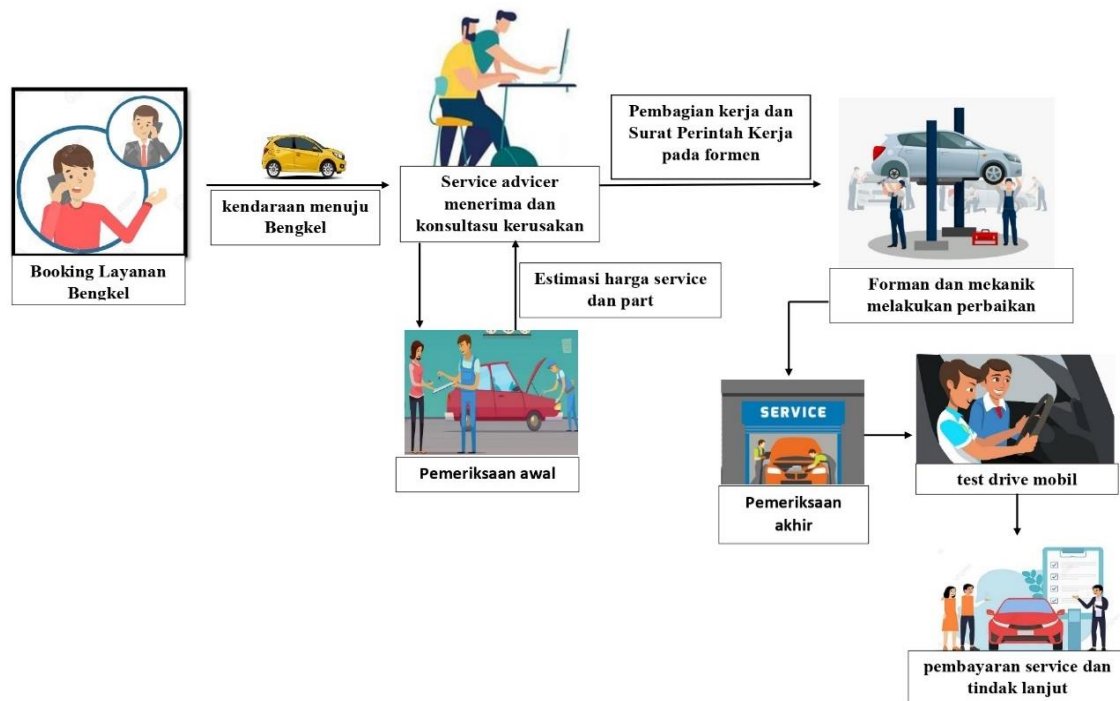 Booking Layanan
Bengkel
kendaraan menuju
Bengkel
Service advicer
menerima dan
konsultasu kerusakan
Pembagian kerja dan
Surat Perintah Kerja
pada formen
Estimasi harga service
dan part
Pemeriksaan awal
Forman dan mekanik
melakukan perbaikan
SERVICE
Pemeriksaan
akhir
test drive mobil
pembayaran service dan
tindak lanjut